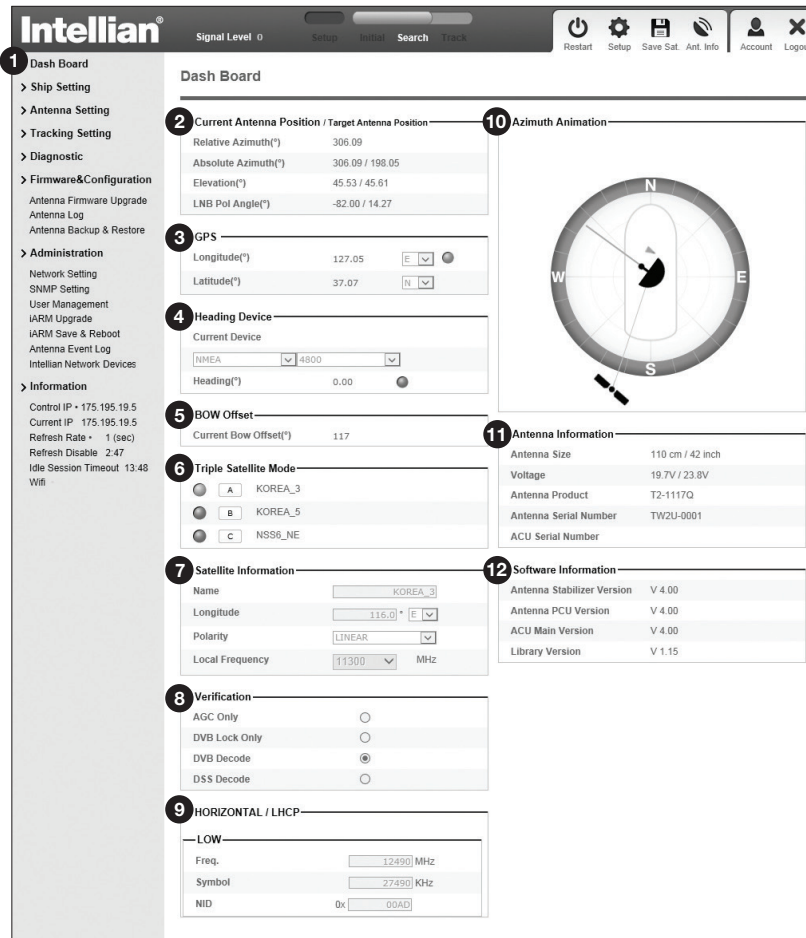 Intellian®
Signal Level 0
Setup Initial Search Track
Restart Setup Save Sat. Ant. Info Account Logout
1 Dash Board
> Ship Setting
> Antenna Setting
> Tracking Setting
> Diagnostic
> Firmware&Configuration
Antenna Firmware Upgrade
Antenna Log
Antenna Backup & Restore
> Administration
Network Setting
SNMP Setting
User Management
iARM Upgrade
iARM Save & Reboot
Antenna Event Log
Intellian Network Devices
> Information
Control IP • 175.195.19.5
Current IP 175.195.19.5
Refresh Rate • 1 (sec)
Refresh Disable 2:47
Idle Session Timeout 13:48
Wifi
Dash Board
2 Current Antenna Position / Target Antenna Position
Relative Azimuth(°) 306.09
Absolute Azimuth(°) 306.09 / 198.05
Elevation(°) 45.53 / 45.61
LNB Pol Angle(°) -82.00 / 14.27
3 GPS
Longitude(°) 127.05 E
Latitude(°) 37.07 N
4 Heading Device
Current Device
NMEA 4800
Heading(°) 0.00
5 BOW Offset
Current Bow Offset(°) 117
6 Triple Satellite Mode
A KOREA_3
B KOREA_5
C NSS6_NE
7 Satellite Information
Name KOREA_3
Longitude 116.0 ° E
Polarity LINEAR
Local Frequency 11300 MHz
8 Verification
AGC Only
DVB Lock Only
DVB Decode
DSS Decode
9 HORIZONTAL / LHCP
LOW
Freq. 12490 MHz
Symbol 27490 KHz
NID 0x 00AD
10 Azimuth Animation
N
W E
S
11 Antenna Information
Antenna Size 110 cm / 42 inch
Voltage 19.7V / 23.8V
Antenna Product T2-1117Q
Antenna Serial Number TW2U-0001
ACU Serial Number
12 Software Information
Antenna Stabilizer Version V 4.00
Antenna PCU Version V 4.00
ACU Main Version V 4.00
Library Version V 1.15